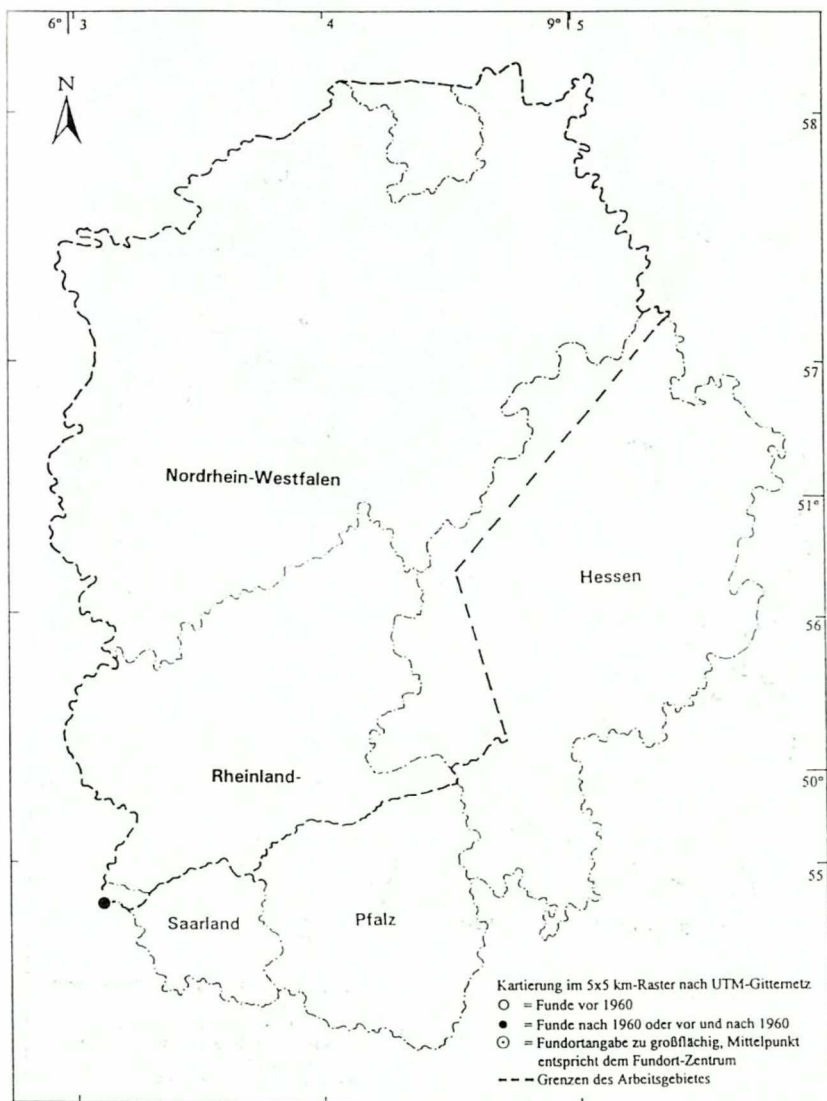 6° 3 4 9° 5
N
58
57
Nordrhein-Westfalen
51°
Hessen
56
Rheinland-
50°
55
Saarland
Pfalz
Kartierung im 5x5 km-Raster nach UTM-Gitternetz
= Funde vor 1960
= Funde nach 1960 oder vor und nach 1960
= Fundortangabe zu großflächig, Mittelpunkt
entspricht dem Fundort-Zentrum
Grenzen des Arbeitsgebietes